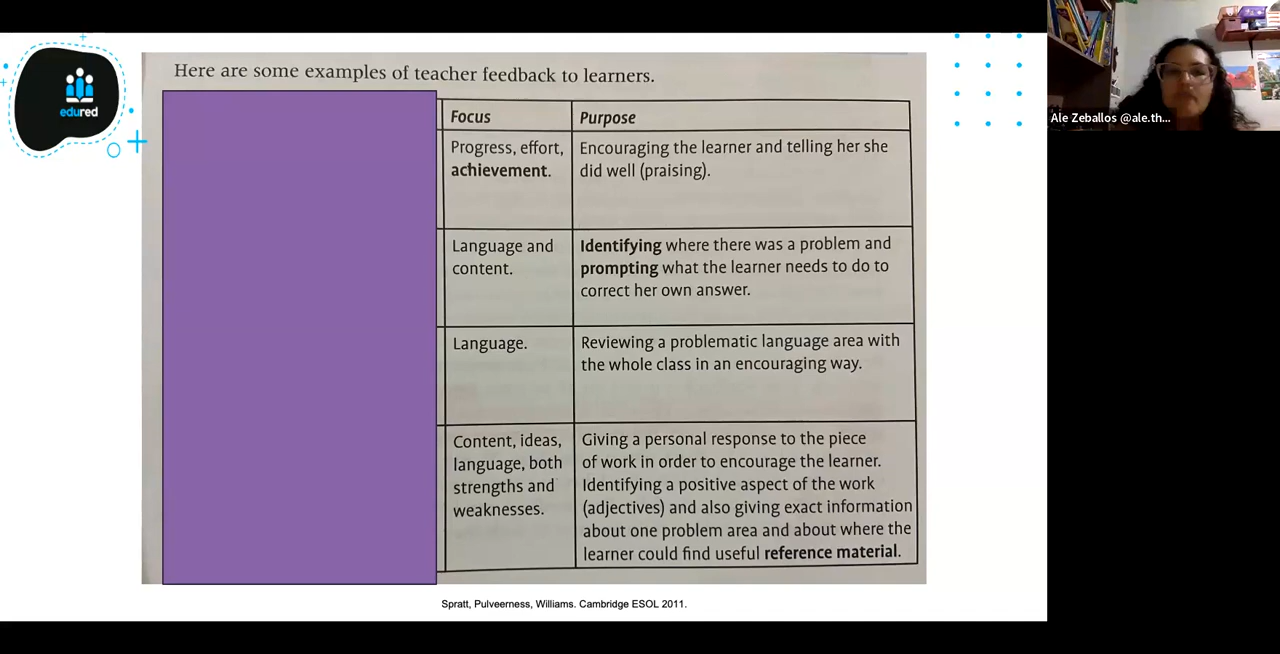 edured
Here are some examples of teacher feedback to learners.
Focus
Purpose
Progress, effort,
achievement.
Encouraging the learner and telling her she
did well (praising).
Language and
content.
Identifying where there was a problem and
prompting what the learner needs to do to
correct her own answer.
Language.
Reviewing a problematic language area with
the whole class in an encouraging way.
Content, ideas,
language, both
strengths and
weaknesses.
Giving a personal response to the piece
of work in order to encourage the learner.
Identifying a positive aspect of the work
(adjectives) and also giving exact information
about one problem area and about where the
learner could find useful reference material.
Spratt, Pulveerness, Williams. Cambridge ESOL 2011.
Ale Zeballos @ale.th...